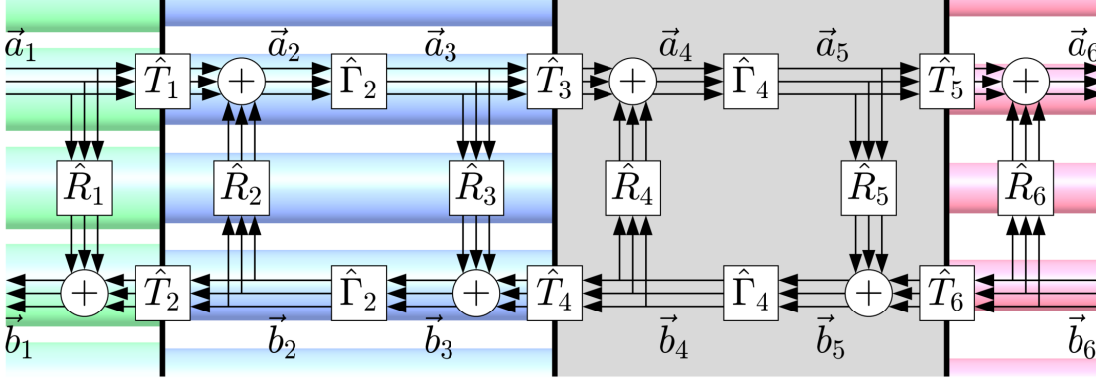 a⃗₁ a⃗₂ a⃗₃ a⃗₄ a⃗₅ a⃗₆
T̂₁ + Γ̂₂ T̂₃ + Γ̂₄ T̂₅ +
R̂₁ R̂₂ R̂₃ R̂₄ R̂₅ R̂₆
+ T̂₂ Γ̂₂ + T̂₄ Γ̂₄ + T̂₆
b⃗₁ b⃗₂ b⃗₃ b⃗₄ b⃗₅ b⃗₆